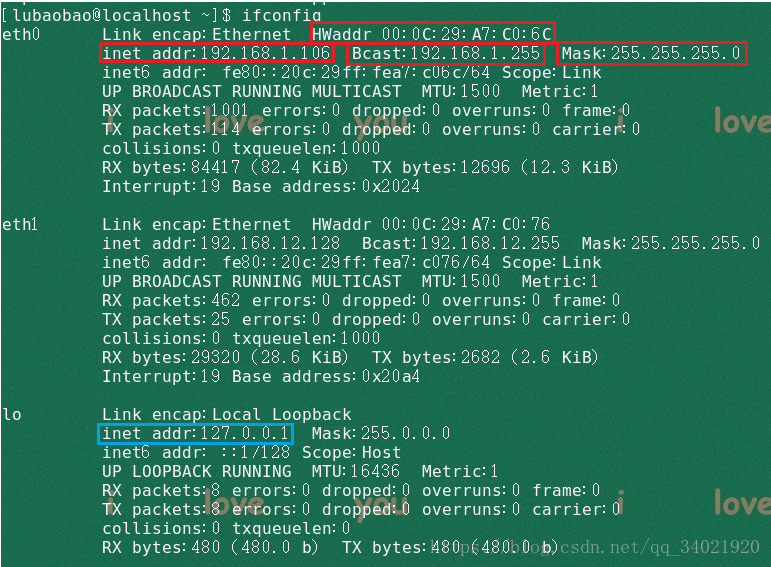 [lubaobao@localhost ~]$ ifconfig
eth0 Link encap:Ethernet HWaddr 00:0C:29:A7:C0:6C
inet addr:192.168.1.106 Bcast:192.168.1.255 Mask:255.255.255.0
inet6 addr: fe80::20c:29ff:fea7:c06c/64 Scope:Link
UP BROADCAST RUNNING MULTICAST MTU:1500 Metric:1
RX packets:1001 errors:0 dropped:0 overruns:0 frame:0
TX packets:114 errors:0 dropped:0 overruns:0 carrier:0
i love you i love
collisions:0 txqueuelen:1000
RX bytes:84417 (82.4 KiB) TX bytes:12696 (12.3 KiB)
Interrupt:19 Base address:0x2024
eth1 Link encap:Ethernet HWaddr 00:0C:29:A7:C0:76
inet addr:192.168.12.128 Bcast:192.168.12.255 Mask:255.255.255.0
inet6 addr: fe80::20c:29ff:fea7:c076/64 Scope:Link
UP BROADCAST RUNNING MULTICAST MTU:1500 Metric:1
RX packets:462 errors:0 dropped:0 overruns:0 frame:0
TX packets:25 errors:0 dropped:0 overruns:0 carrier:0
collisions:0 txqueuelen:1000
RX bytes:29320 (28.6 KiB) TX bytes:2682 (2.6 KiB)
Interrupt:19 Base address:0x20a4
lo Link encap:Local Loopback
inet addr:127.0.0.1 Mask:255.0.0.0
inet6 addr: ::1/128 Scope:Host
UP LOOPBACK RUNNING MTU:16436 Metric:1
RX packets:8 errors:0 dropped:0 overruns:0 frame:0
TX packets:8 errors:0 dropped:0 overruns:0 carrier:0
i love you i love
collisions:0 txqueuelen:0
RX bytes:480 (480.0 b) TX bytes:480 (480.0 b)
https://blog.csdn.net/qq_34021920